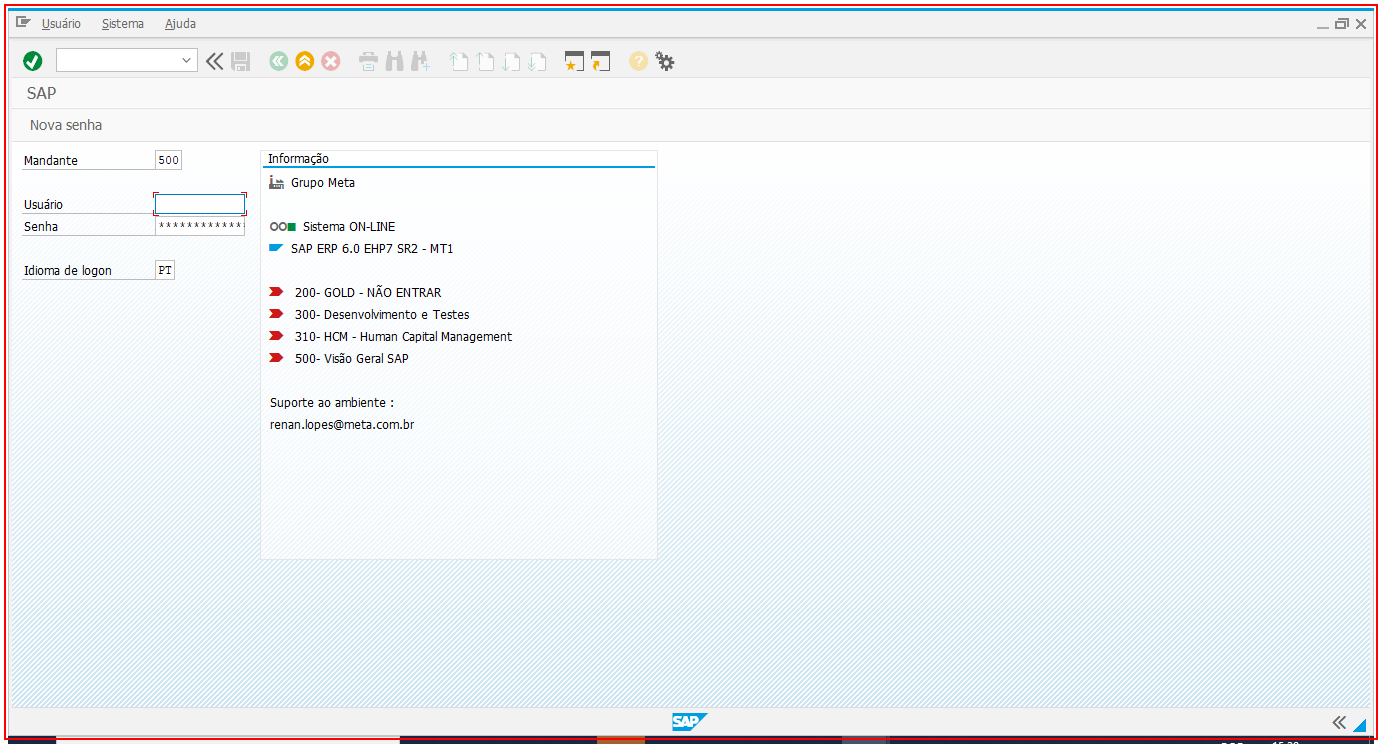 Usuário Sistema Ajuda
SAP
Nova senha
Mandante 500
Usuário
Senha *************
Idioma de logon PT
Informação
Grupo Meta
Sistema ON-LINE
SAP ERP 6.0 EHP7 SR2 - MT1
200- GOLD - NÃO ENTRAR
300- Desenvolvimento e Testes
310- HCM - Human Capital Management
500- Visão Geral SAP
Suporte ao ambiente :
renan.lopes@meta.com.br
SAP